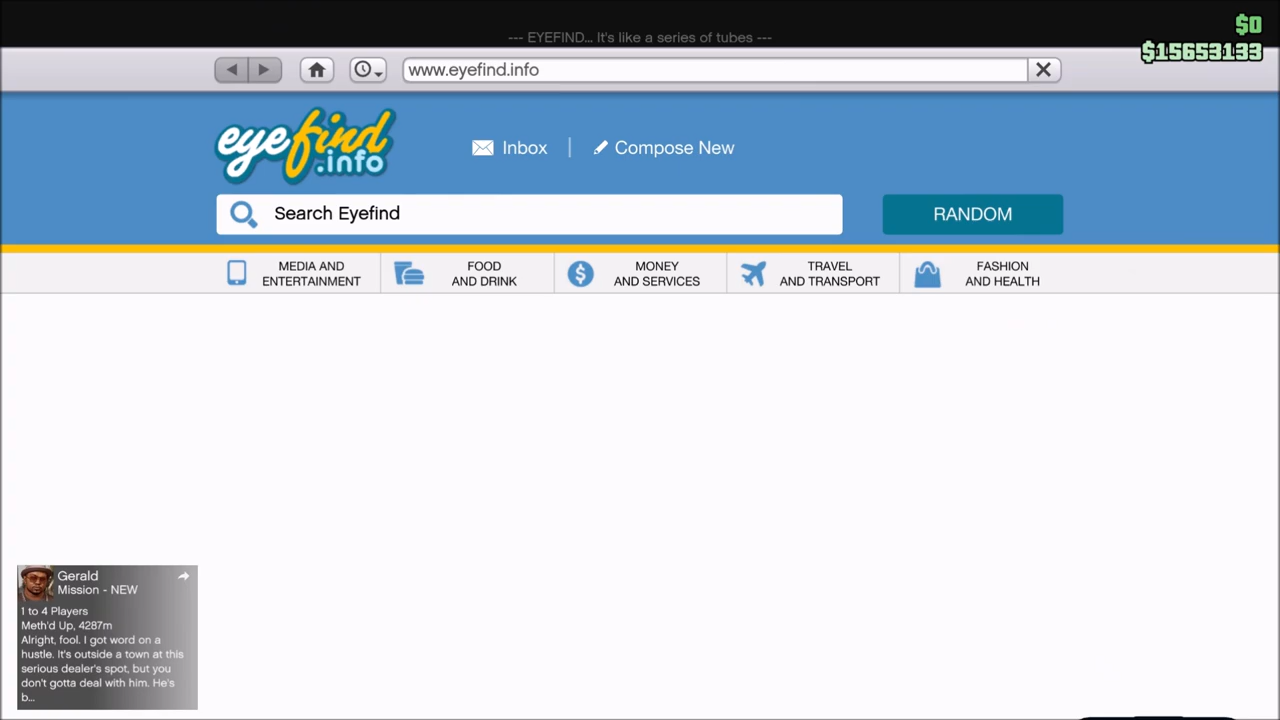 $0
--- EYEFIND... It's like a series of tubes ---
$15653133
www.eyefind.info
eyefind
.info
Inbox
Compose New
Search Eyefind
RANDOM
MEDIA AND
ENTERTAINMENT
FOOD
AND DRINK
MONEY
AND SERVICES
TRAVEL
AND TRANSPORT
FASHION
AND HEALTH
Gerald
Mission - NEW
1 to 4 Players
Meth'd Up, 4287m
Alright, fool. I got word on a
hustle. It's outside a town at this
serious dealer's spot, but you
don't gotta deal with him. He's
b...